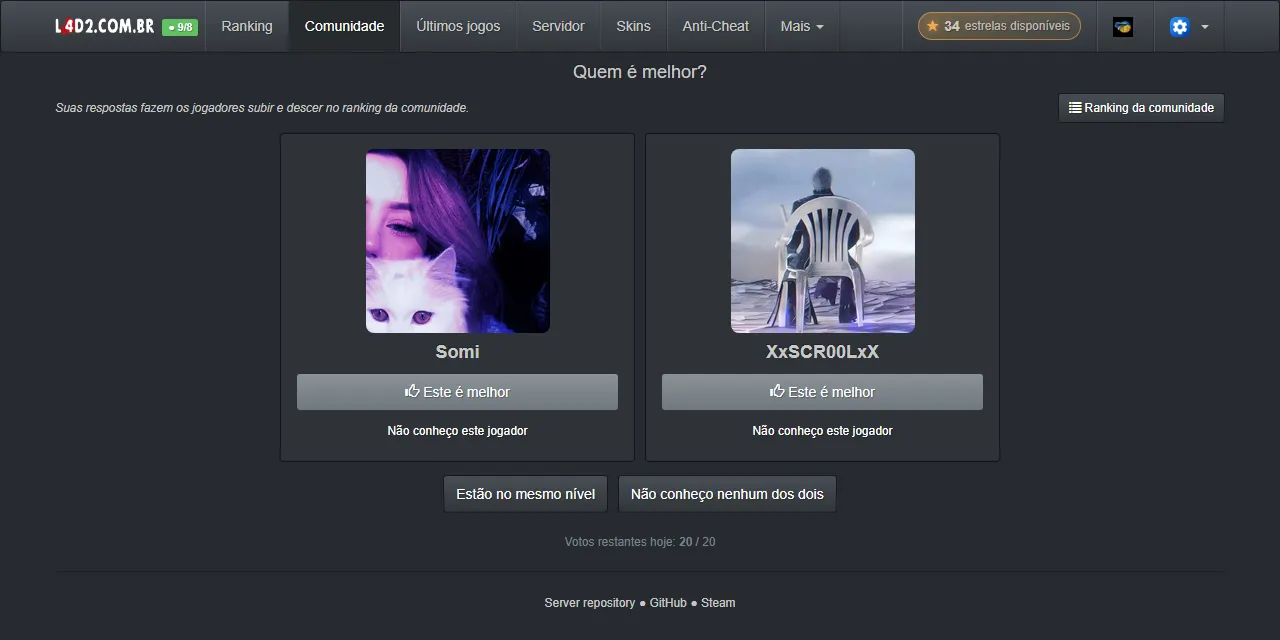 L4D2.COM.BR ● 9/8 Ranking Comunidade Últimos jogos Servidor Skins Anti-Cheat Mais 34 estrelas disponíveis
Quem é melhor?
Suas respostas fazem os jogadores subir e descer no ranking da comunidade.
Ranking da comunidade
Somi
Este é melhor
Não conheço este jogador
XxSCR00LxX
Este é melhor
Não conheço este jogador
Estão no mesmo nível
Não conheço nenhum dos dois
Votos restantes hoje: 20 / 20
Server repository ● GitHub ● Steam